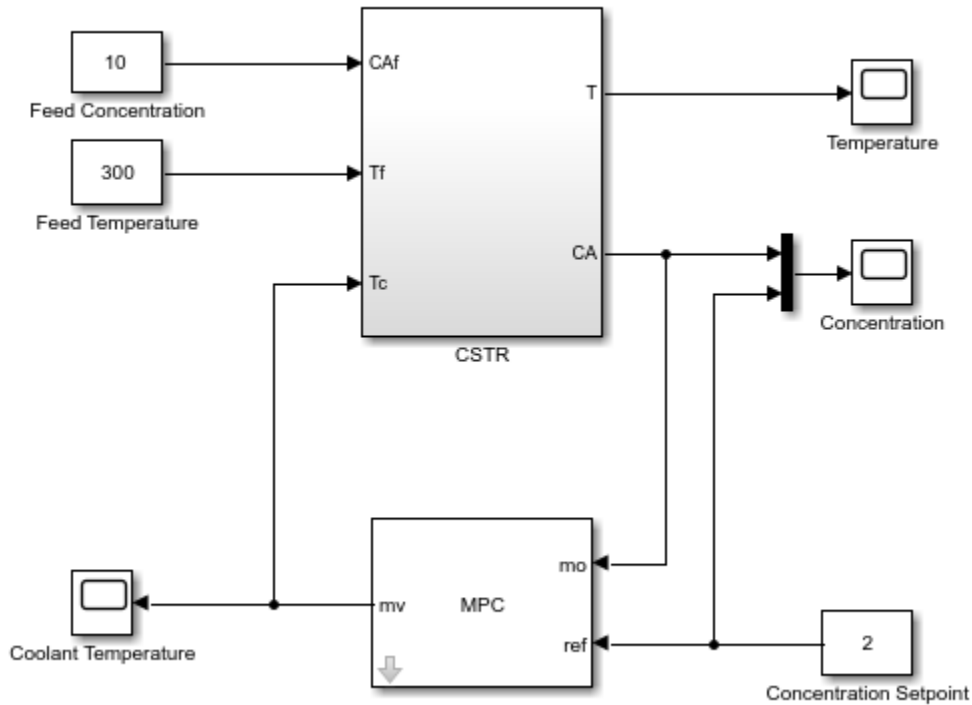 10
Feed Concentration
300
Feed Temperature
CAf
Tf
Tc
T
CA
CSTR
Temperature
Concentration
mo
mv
MPC
ref
Coolant Temperature
2
Concentration Setpoint